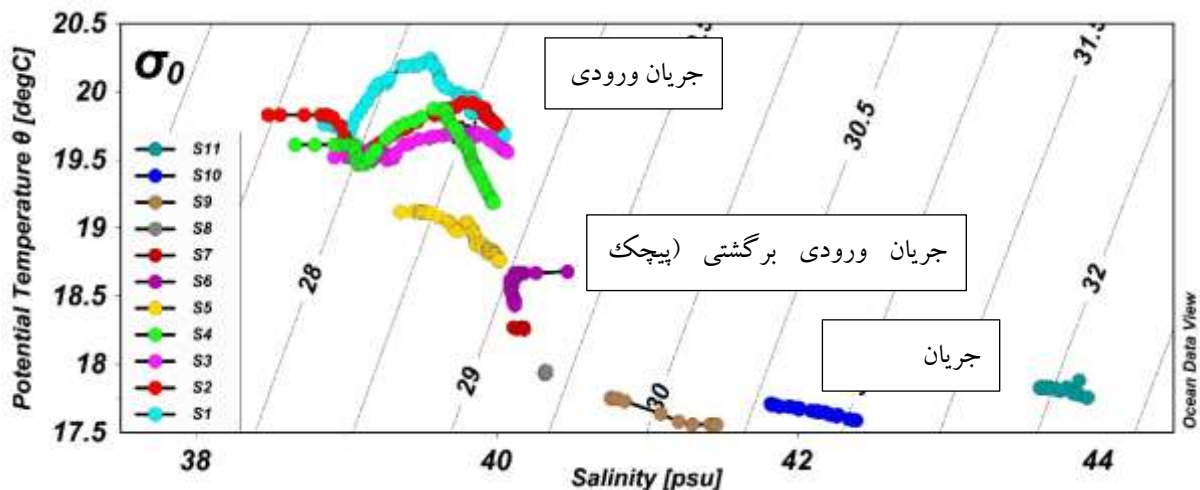 20.5
20
19.5
19
18.5
18
17.5
Potential Temperature θ [degC]
σ0
S11
S10
S9
S8
S7
S6
S5
S4
S3
S2
S1
28
29
30
30.5
31.5
32
جریان ورودی
جریان ورودی برگشتی (پیچک
جریان
38
40
42
44
Salinity [psu]
Ocean Data View